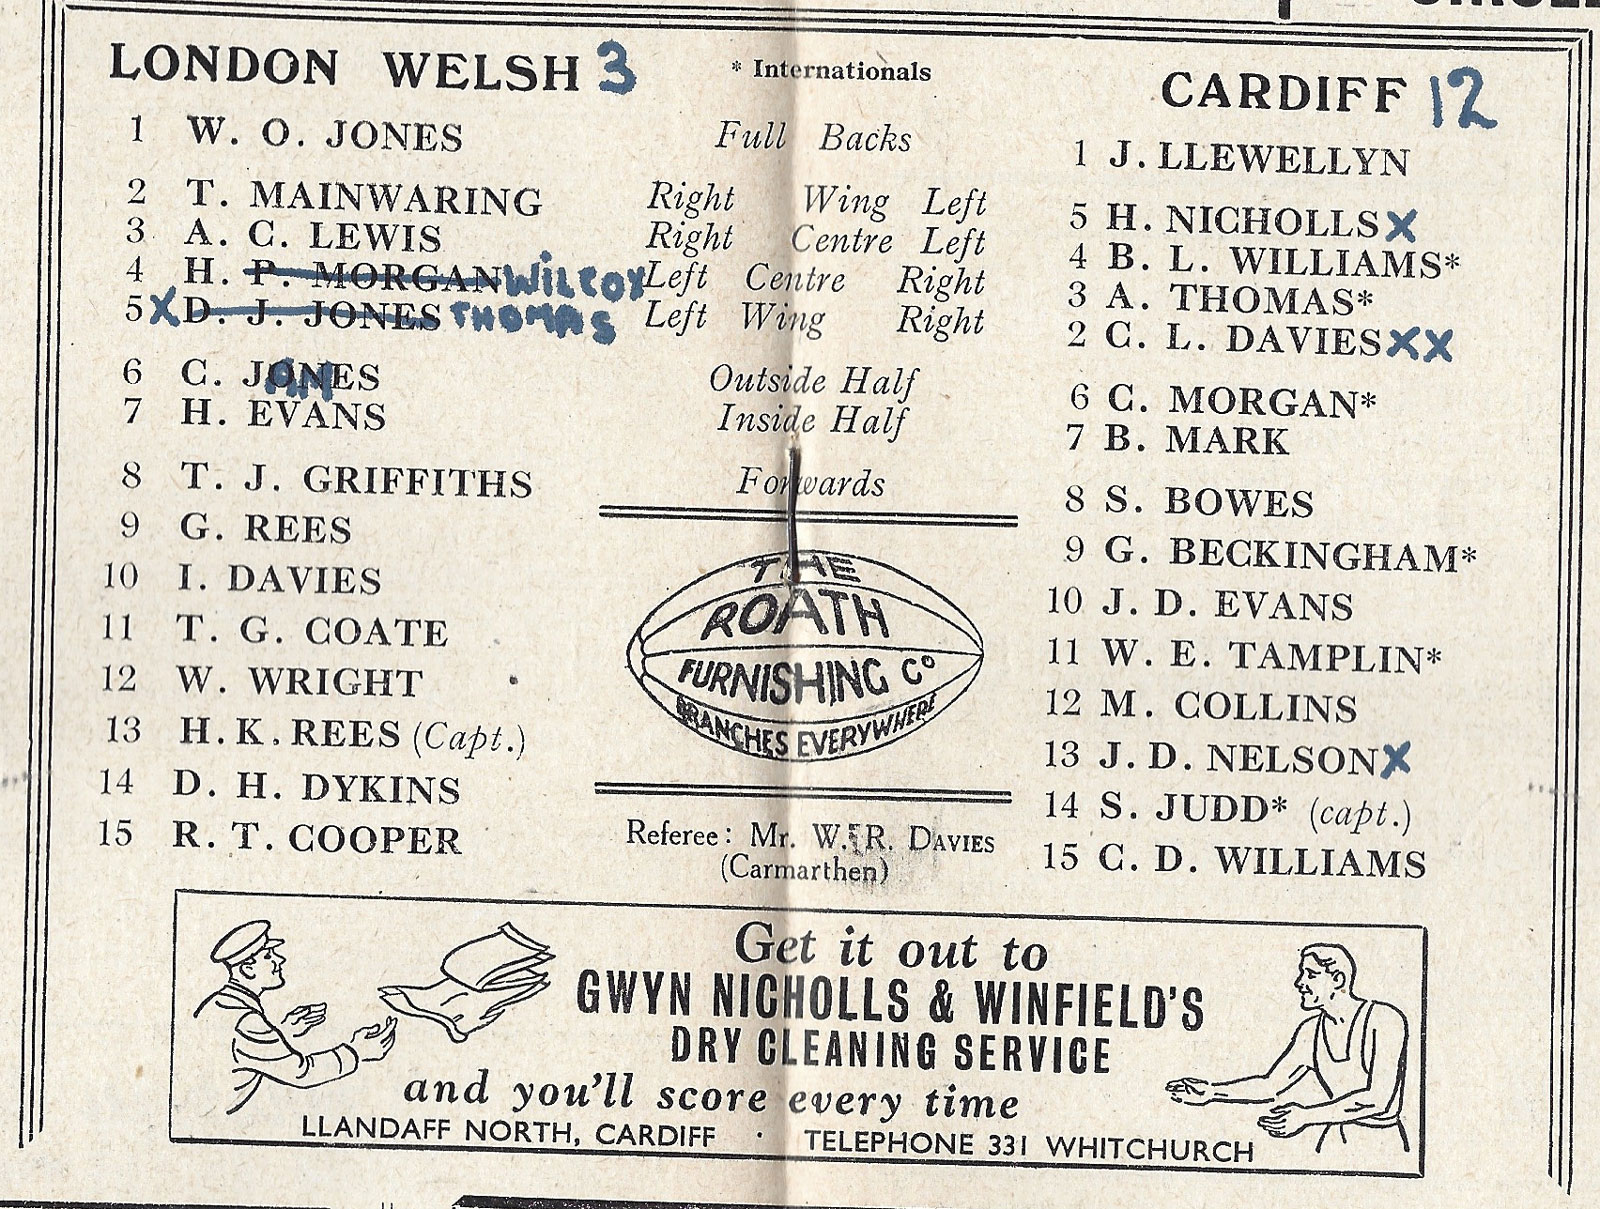 LONDON WELSH 3
* Internationals
CARDIFF 12
1 W. O. JONES
Full Backs
1 J. LLEWELLYN
2 T. MAINWARING
Right Wing Left
5 H. NICHOLLS X
3 A. C. LEWIS
Right Centre Left
4 B. L. WILLIAMS*
4 H. P. MORGAN WILCOX
Left Centre Right
3 A. THOMAS*
5 X D. J. JONES THOMAS
Left Wing Right
2 C. L. DAVIES XX
6 C. JONES
Outside Half
6 C. MORGAN*
7 H. EVANS
Inside Half
7 B. MARK
8 T. J. GRIFFITHS
Forwards
8 S. BOWES
9 G. REES
9 G. BECKINGHAM*
10 I. DAVIES
10 J. D. EVANS
11 T. G. COATE
11 W. E. TAMPLIN*
12 W. WRIGHT
12 M. COLLINS
13 H. K. REES (Capt.)
13 J. D. NELSON X
14 D. H. DYKINS
14 S. JUDD* (capt.)
15 R. T. COOPER
15 C. D. WILLIAMS
THE
ROATH
FURNISHING Co
BRANCHES EVERYWHERE
Referee: Mr. W. R. DAVIES
(Carmarthen)
Get it out to
GWYN NICHOLLS & WINFIELD'S
DRY CLEANING SERVICE
and you'll score every time
LLANDAFF NORTH, CARDIFF · TELEPHONE 331 WHITCHURCH